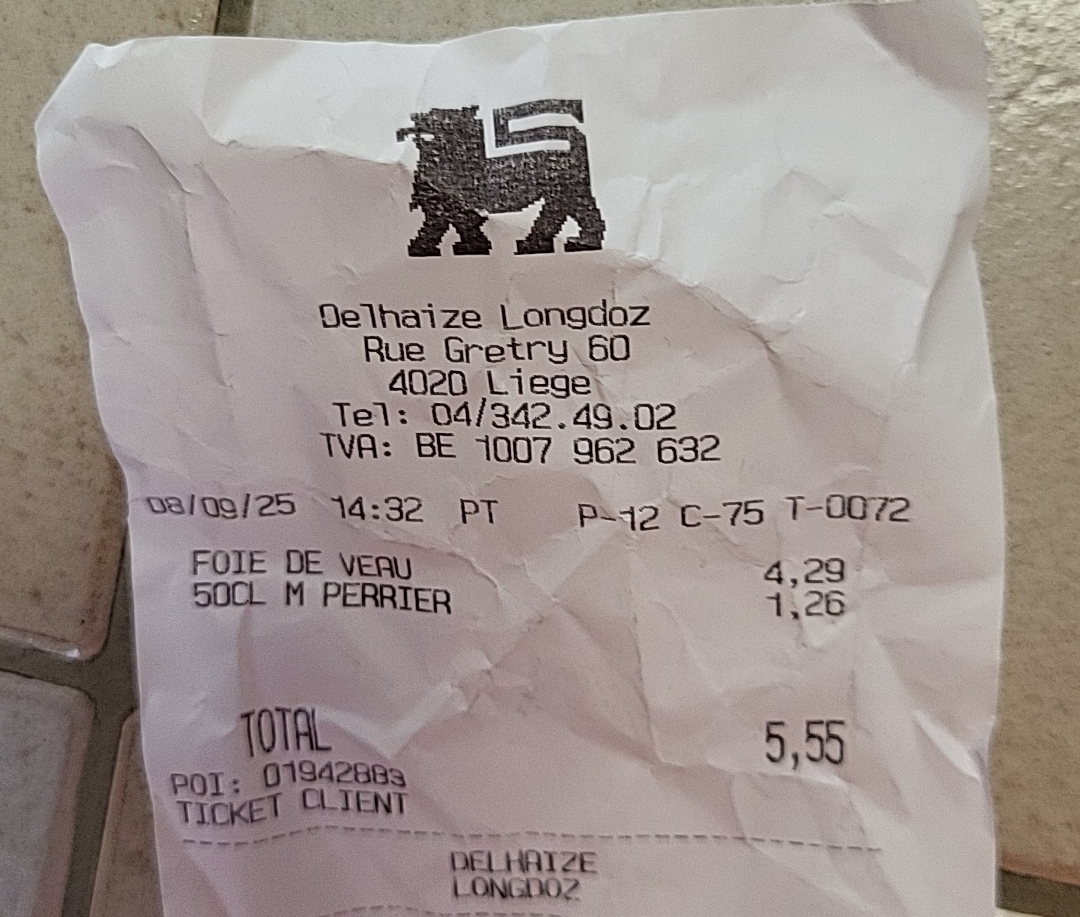 Delhaize Longdoz
Rue Gretry 60
4020 Liege
Tel: 04/342.49.02
TVA: BE 1007 962 632
08/09/25 14:32 PT P-12 C-75 T-0072
FOIE DE VEAU 4,29
50CL M PERRIER 1,26
TOTAL 5,55
POI: 01942883
TICKET CLIENT
DELHAIZE
LONGDOZ